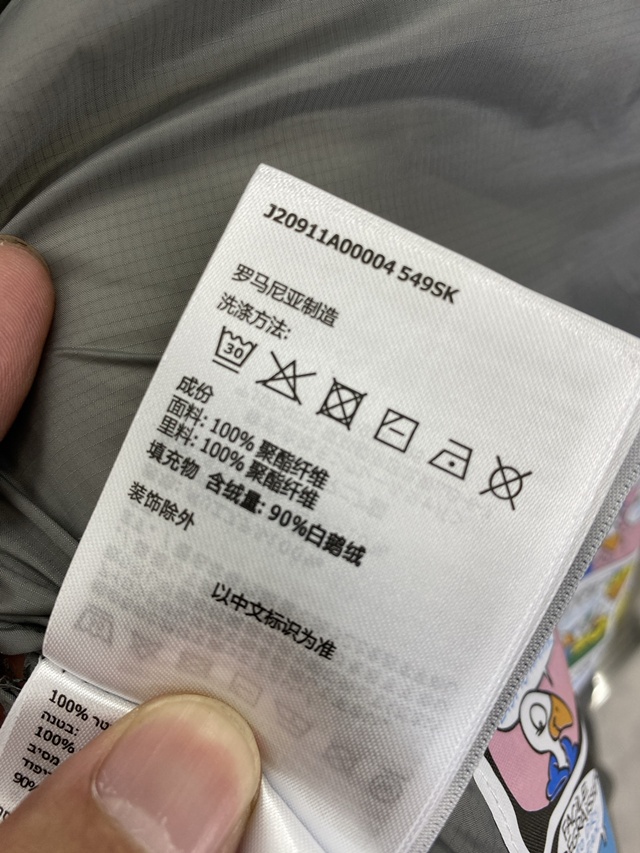 J20911A00004 549SK
罗马尼亚制造
洗涤方法:
30
成份
面料: 100% 聚酯纤维
里料: 100% 聚酯纤维
填充物 含绒量: 90%白鹅绒
装饰除外
以中文标识为准
100%
בטנה:
100%
90%